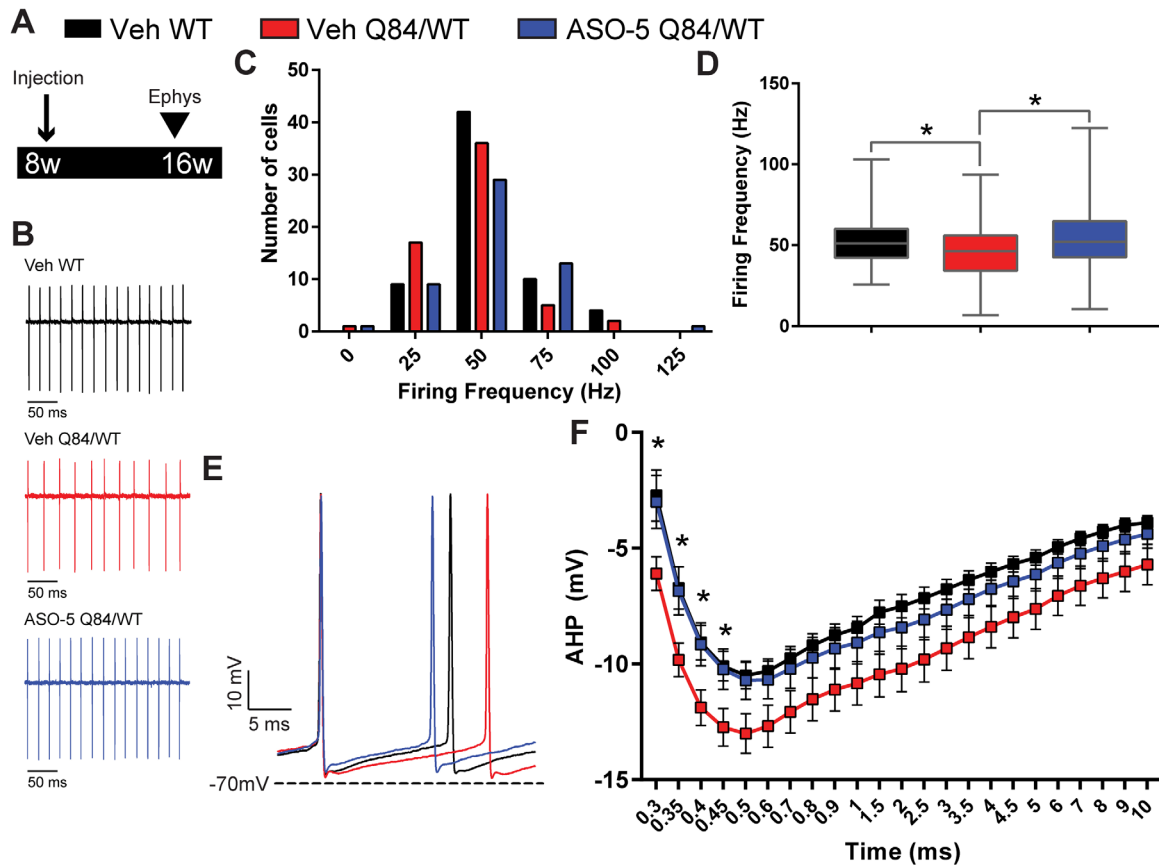 A
Veh WT
Veh Q84/WT
ASO-5 Q84/WT
Injection
Ephys
8w
16w
B
Veh WT
50 ms
Veh Q84/WT
50 ms
ASO-5 Q84/WT
50 ms
C
Number of cells
50
40
30
20
10
0
0
25
50
75
100
125
Firing Frequency (Hz)
D
Firing Frequency (Hz)
150
100
50
0
*
*
E
10 mV
5 ms
-70mV
F
AHP (mV)
0
-5
-10
-15
*
*
*
*
0.3
0.35
0.4
0.45
0.5
0.6
0.7
0.8
0.9
1
1.5
2
2.5
3
3.5
4
4.5
5
6
7
8
9
10
Time (ms)